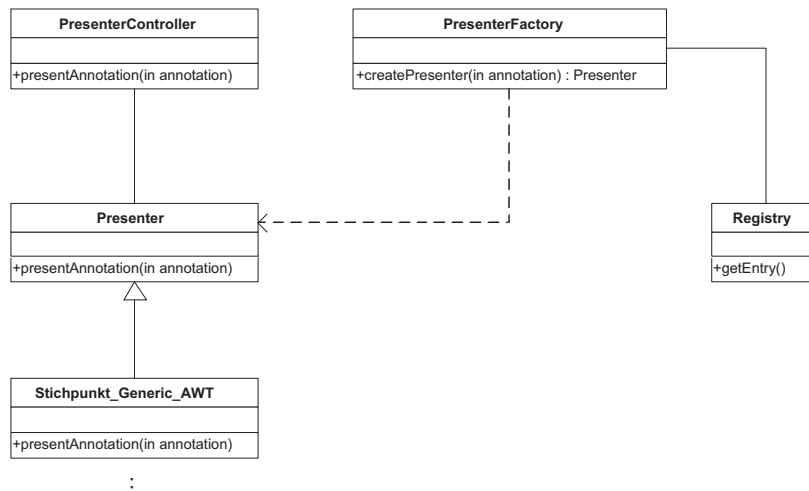 PresenterController
+presentAnnotation(in annotation)
PresenterFactory
+createPresenter(in annotation) : Presenter
Presenter
+presentAnnotation(in annotation)
Registry
+getEntry()
Stichpunkt_Generic_AWT
+presentAnnotation(in annotation)
: